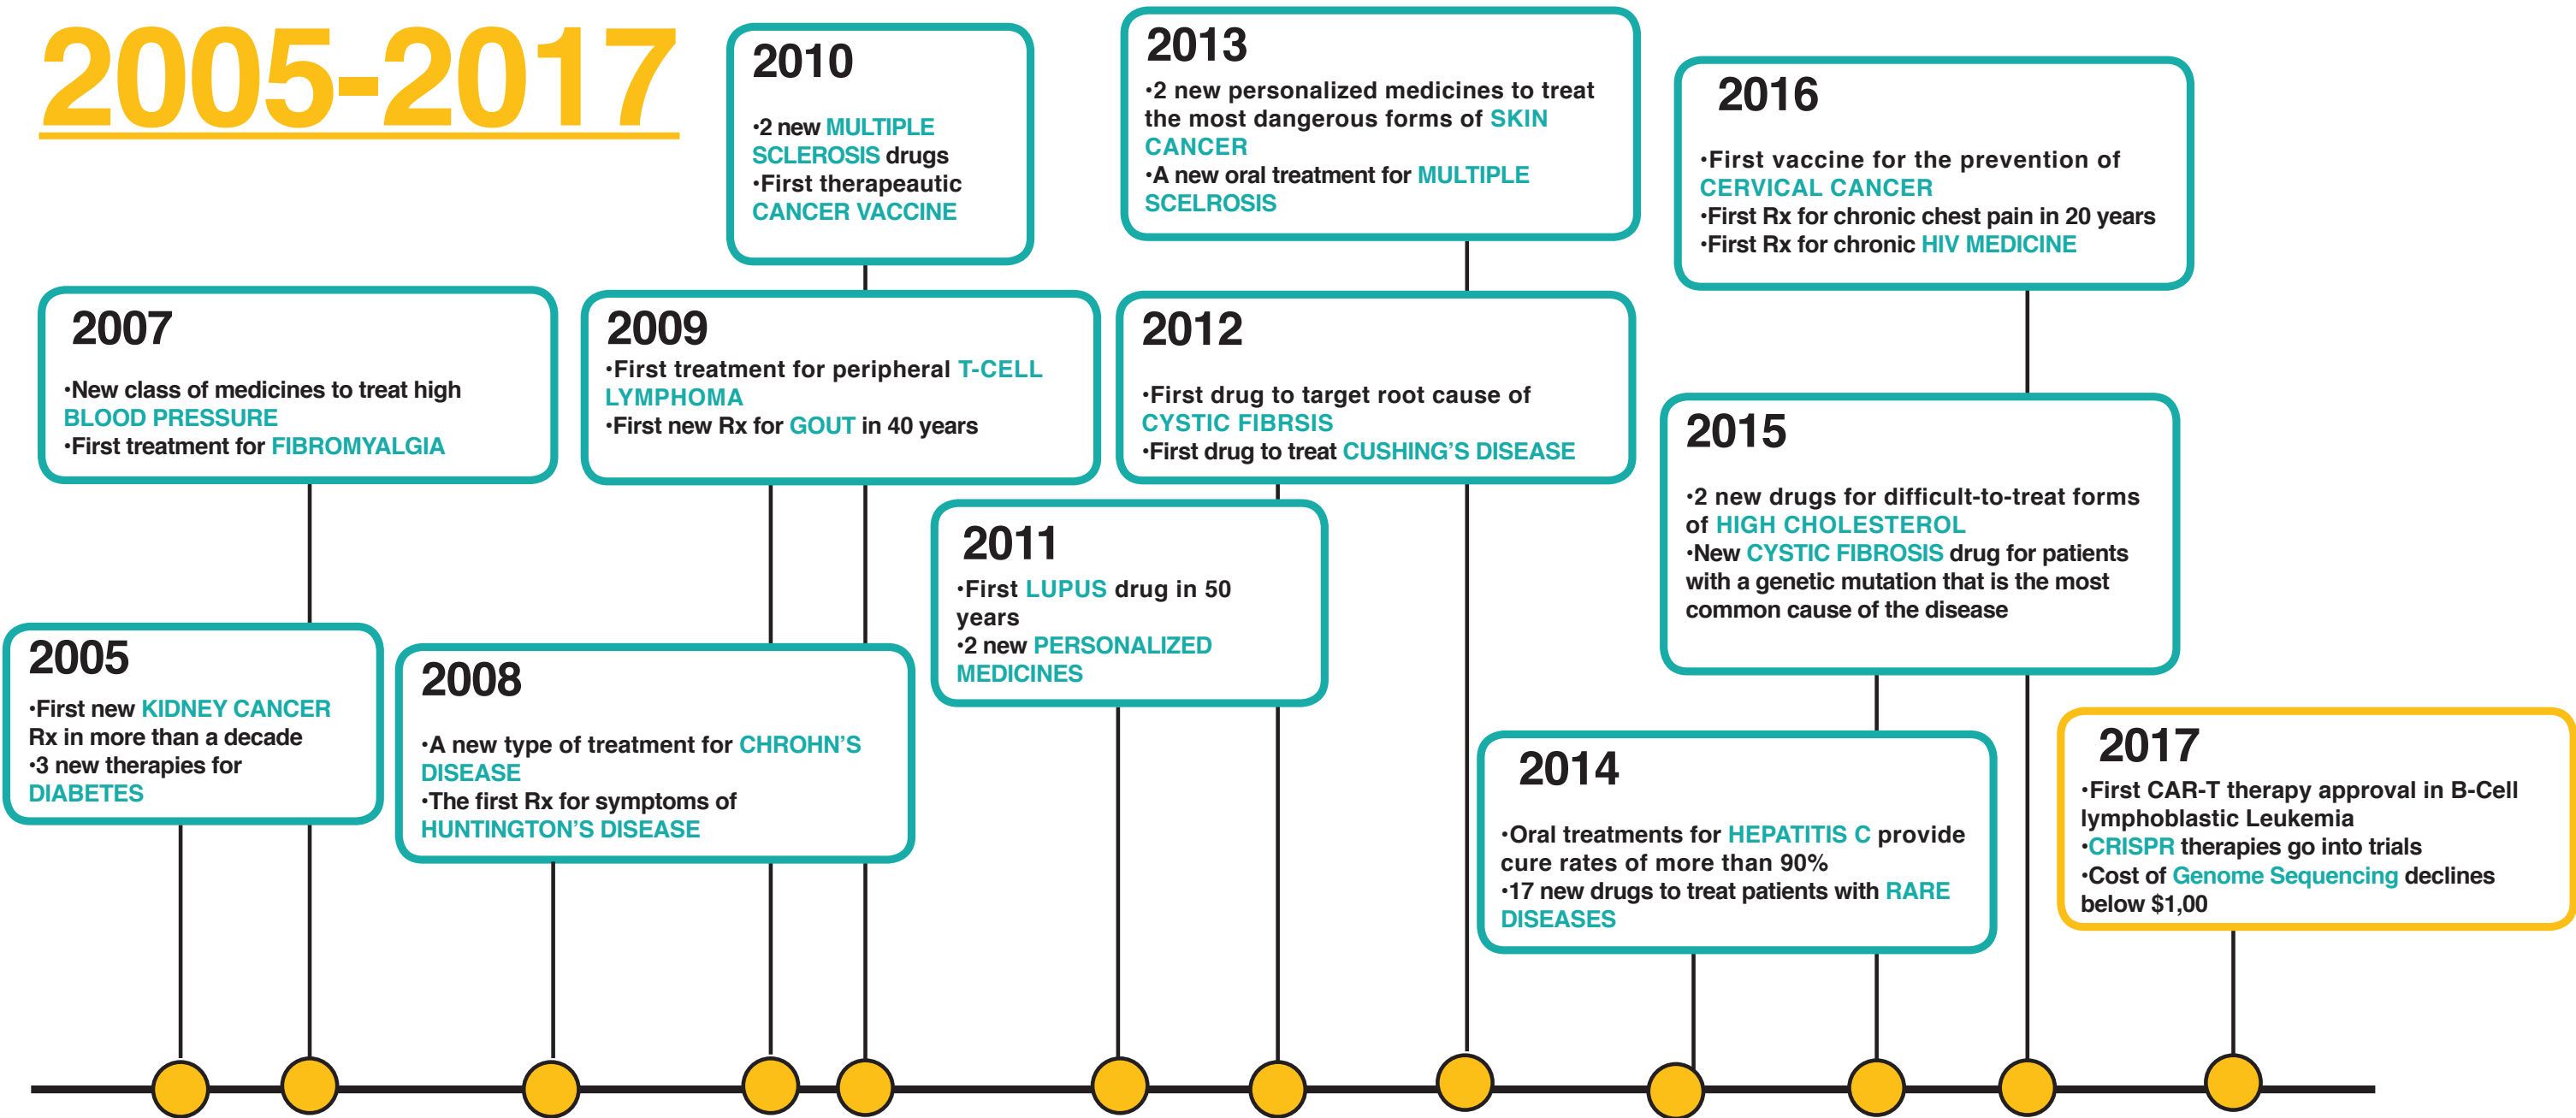 2005-2017
2005
•First new KIDNEY CANCER
Rx in more than a decade
•3 new therapies for
DIABETES
2007
•New class of medicines to treat high
BLOOD PRESSURE
•First treatment for FIBROMYALGIA
2008
•A new type of treatment for CHROHN'S
DISEASE
•The first Rx for symptoms of
HUNTINGTON'S DISEASE
2009
•First treatment for peripheral T-CELL
LYMPHOMA
•First new Rx for GOUT in 40 years
2010
•2 new MULTIPLE
SCLEROSIS drugs
•First therapeautic
CANCER VACCINE
2011
•First LUPUS drug in 50
years
•2 new PERSONALIZED
MEDICINES
2012
•First drug to target root cause of
CYSTIC FIBRSIS
•First drug to treat CUSHING'S DISEASE
2013
•2 new personalized medicines to treat
the most dangerous forms of SKIN
CANCER
•A new oral treatment for MULTIPLE
SCELROSIS
2014
•Oral treatments for HEPATITIS C provide
cure rates of more than 90%
•17 new drugs to treat patients with RARE
DISEASES
2015
•2 new drugs for difficult-to-treat forms
of HIGH CHOLESTEROL
•New CYSTIC FIBROSIS drug for patients
with a genetic mutation that is the most
common cause of the disease
2016
•First vaccine for the prevention of
CERVICAL CANCER
•First Rx for chronic chest pain in 20 years
•First Rx for chronic HIV MEDICINE
2017
•First CAR-T therapy approval in B-Cell
lymphoblastic Leukemia
•CRISPR therapies go into trials
•Cost of Genome Sequencing declines
below $1,00